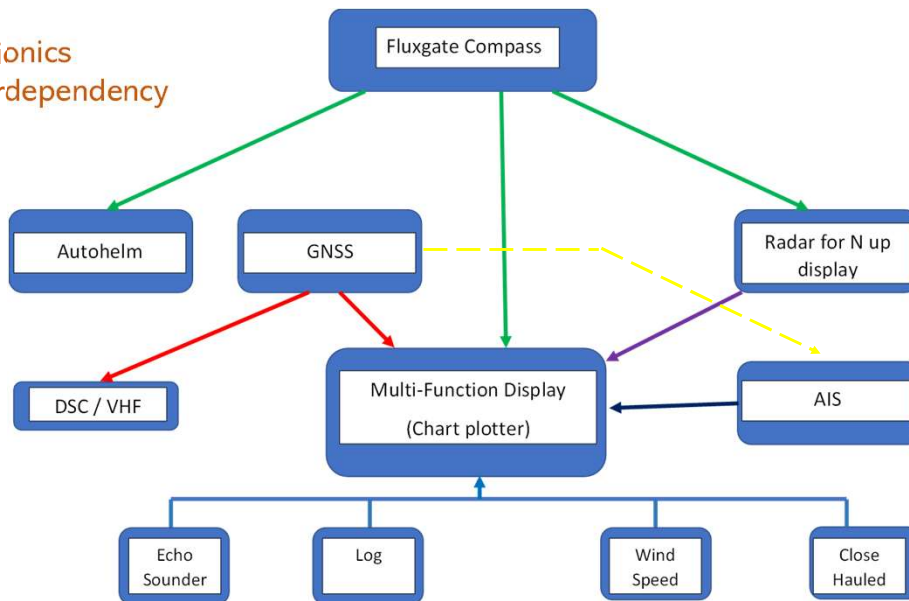 ionics
rdependency
Fluxgate Compass
Autohelm
GNSS
Radar for N up
display
DSC / VHF
Multi-Function Display
(Chart plotter)
AIS
Echo
Sounder
Log
Wind
Speed
Close
Hauled